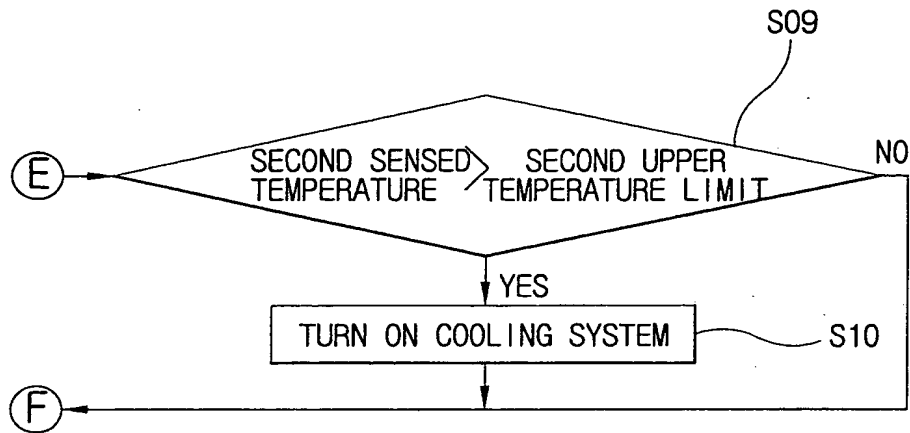 S09
E
SECOND SENSED > SECOND UPPER
TEMPERATURE TEMPERATURE LIMIT
NO
YES
TURN ON COOLING SYSTEM
S10
F